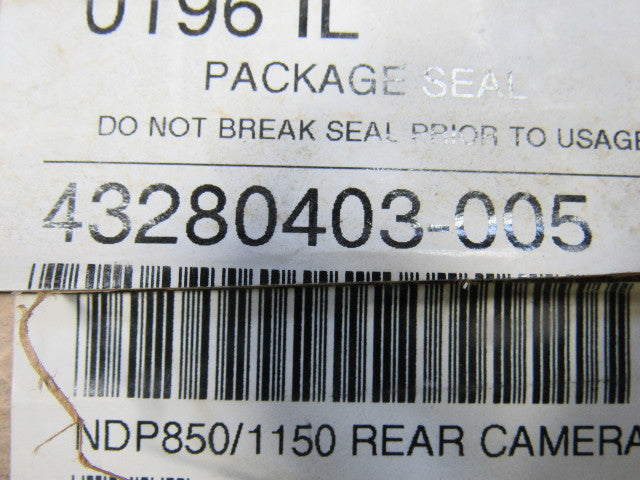 0196 IL
PACKAGE SEAL
DO NOT BREAK SEAL PRIOR TO USAGE
43280403-005
NDP850/1150 REAR CAMERA